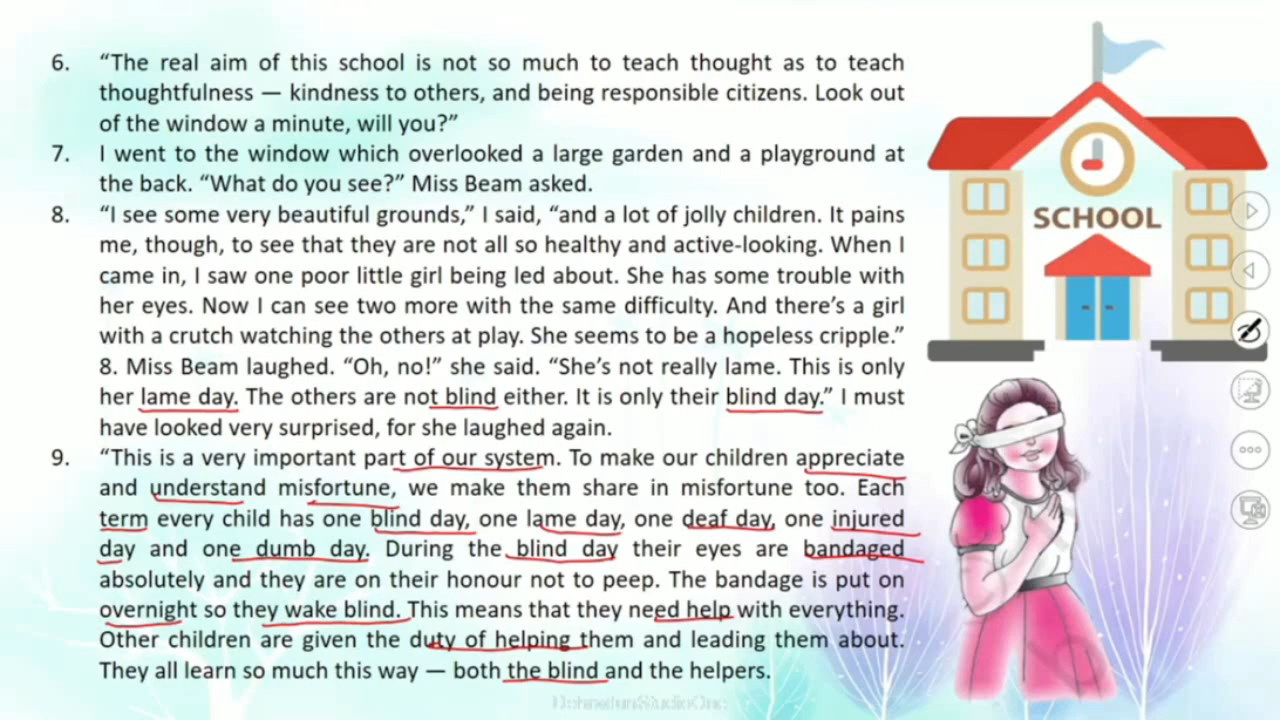 6. “The real aim of this school is not so much to teach thought as to teach
thoughtfulness — kindness to others, and being responsible citizens. Look out
of the window a minute, will you?”
7. I went to the window which overlooked a large garden and a playground at
the back. “What do you see?” Miss Beam asked.
8. “I see some very beautiful grounds,” I said, “and a lot of jolly children. It pains
me, though, to see that they are not all so healthy and active-looking. When I
came in, I saw one poor little girl being led about. She has some trouble with
her eyes. Now I can see two more with the same difficulty. And there’s a girl
with a crutch watching the others at play. She seems to be a hopeless cripple.”
8. Miss Beam laughed. “Oh, no!” she said. “She’s not really lame. This is only
her lame day. The others are not blind either. It is only their blind day.” I must
have looked very surprised, for she laughed again.
9. “This is a very important part of our system. To make our children appreciate
and understand misfortune, we make them share in misfortune too. Each
term every child has one blind day, one lame day, one deaf day, one injured
day and one dumb day. During the blind day their eyes are bandaged
absolutely and they are on their honour not to peep. The bandage is put on
overnight so they wake blind. This means that they need help with everything.
Other children are given the duty of helping them and leading them about.
They all learn so much this way — both the blind and the helpers.
SCHOOL